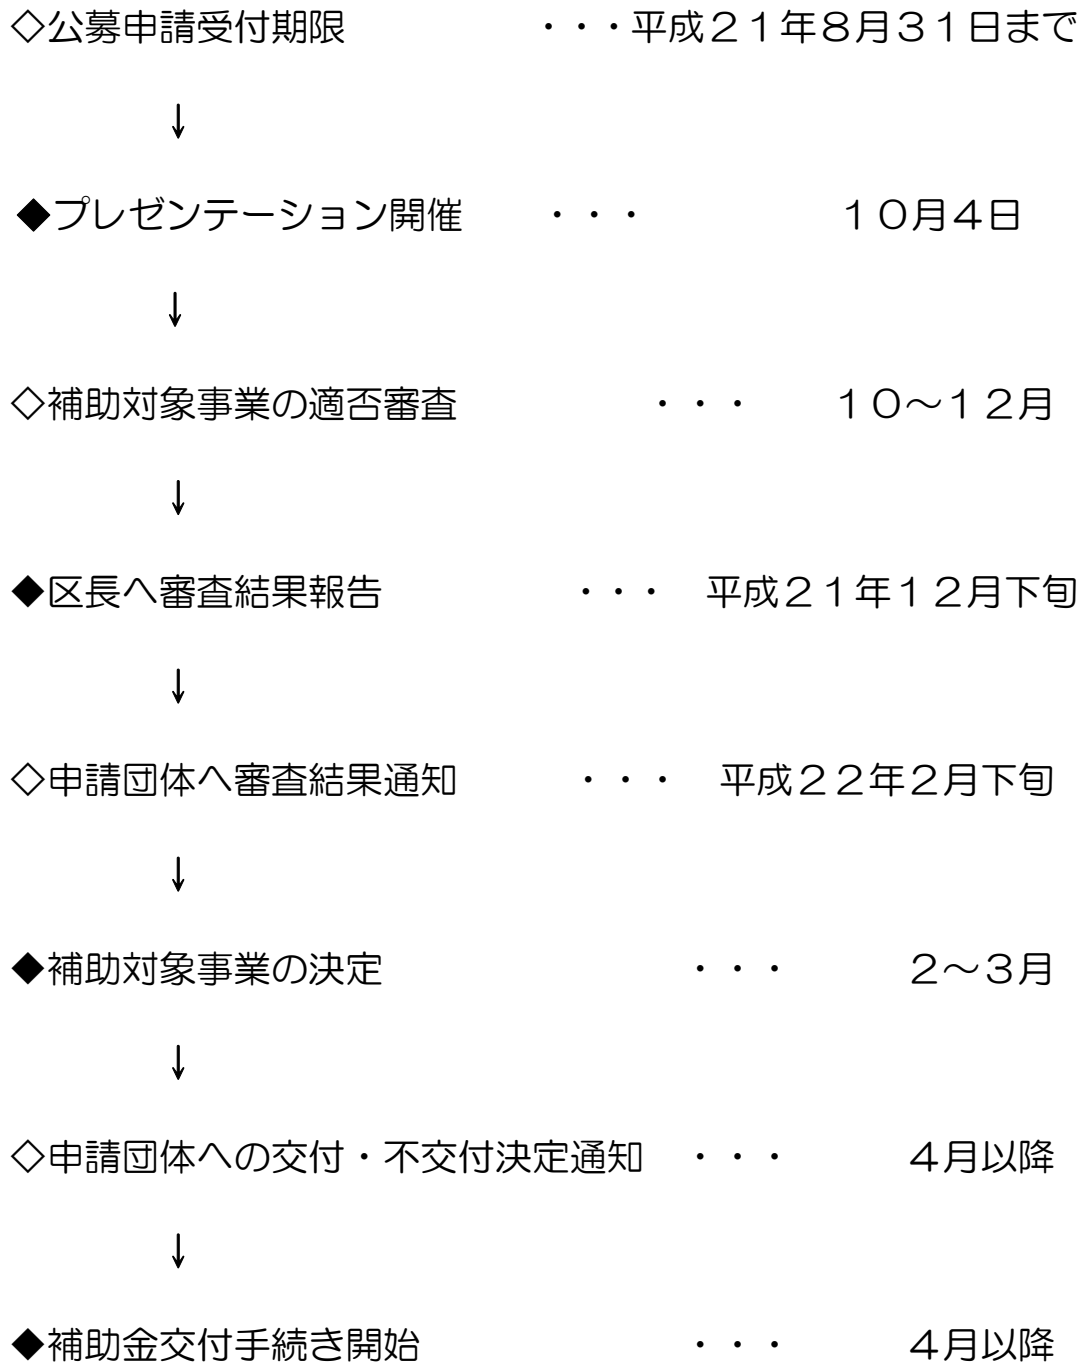 ◇公募申請受付期限　・・・平成２１年８月３１日まで
↓
◆プレゼンテーション開催　・・・　１０月４日
↓
◇補助対象事業の適否審査　・・・　１０～１２月
↓
◆区長へ審査結果報告　・・・　平成２１年１２月下旬
↓
◇申請団体へ審査結果通知　・・・　平成２２年２月下旬
↓
◆補助対象事業の決定　・・・　２～３月
↓
◇申請団体への交付・不交付決定通知　・・・　４月以降
↓
◆補助金交付手続き開始　・・・　４月以降